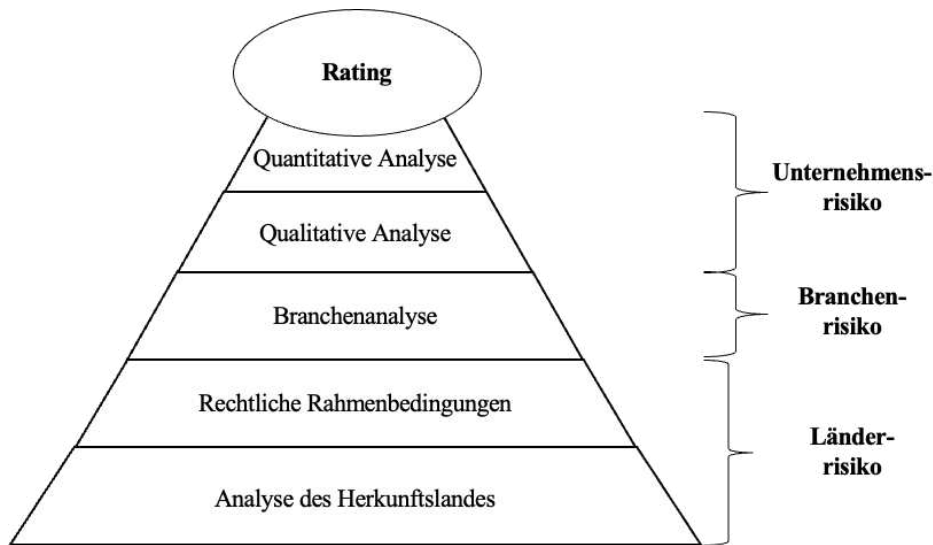 Rating
Quantitative Analyse
Unternehmens-
risiko
Qualitative Analyse
Branchenanalyse
Branchen-
risiko
Rechtliche Rahmenbedingungen
Länder-
risiko
Analyse des Herkunftslandes